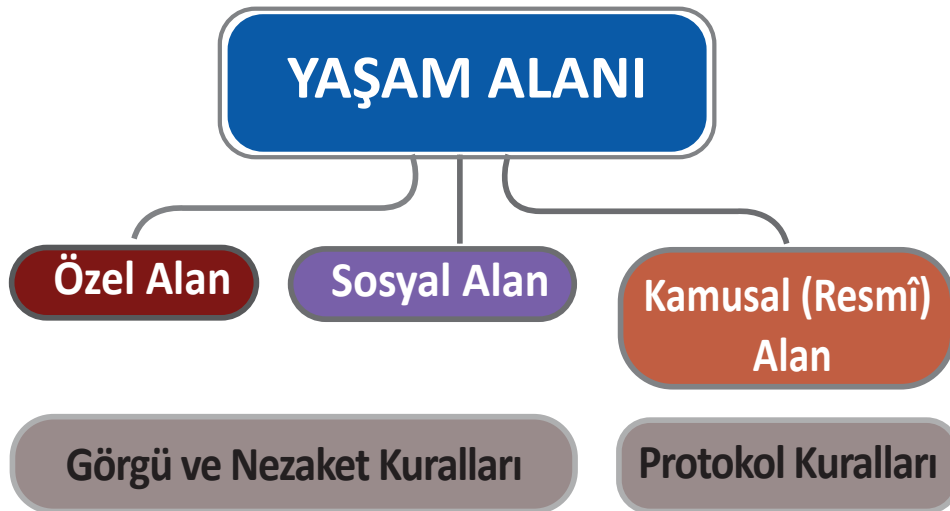 YAŞAM ALANI
Özel Alan
Sosyal Alan
Kamusal (Resmî)
Alan
Görgü ve Nezaket Kuralları
Protokol Kuralları